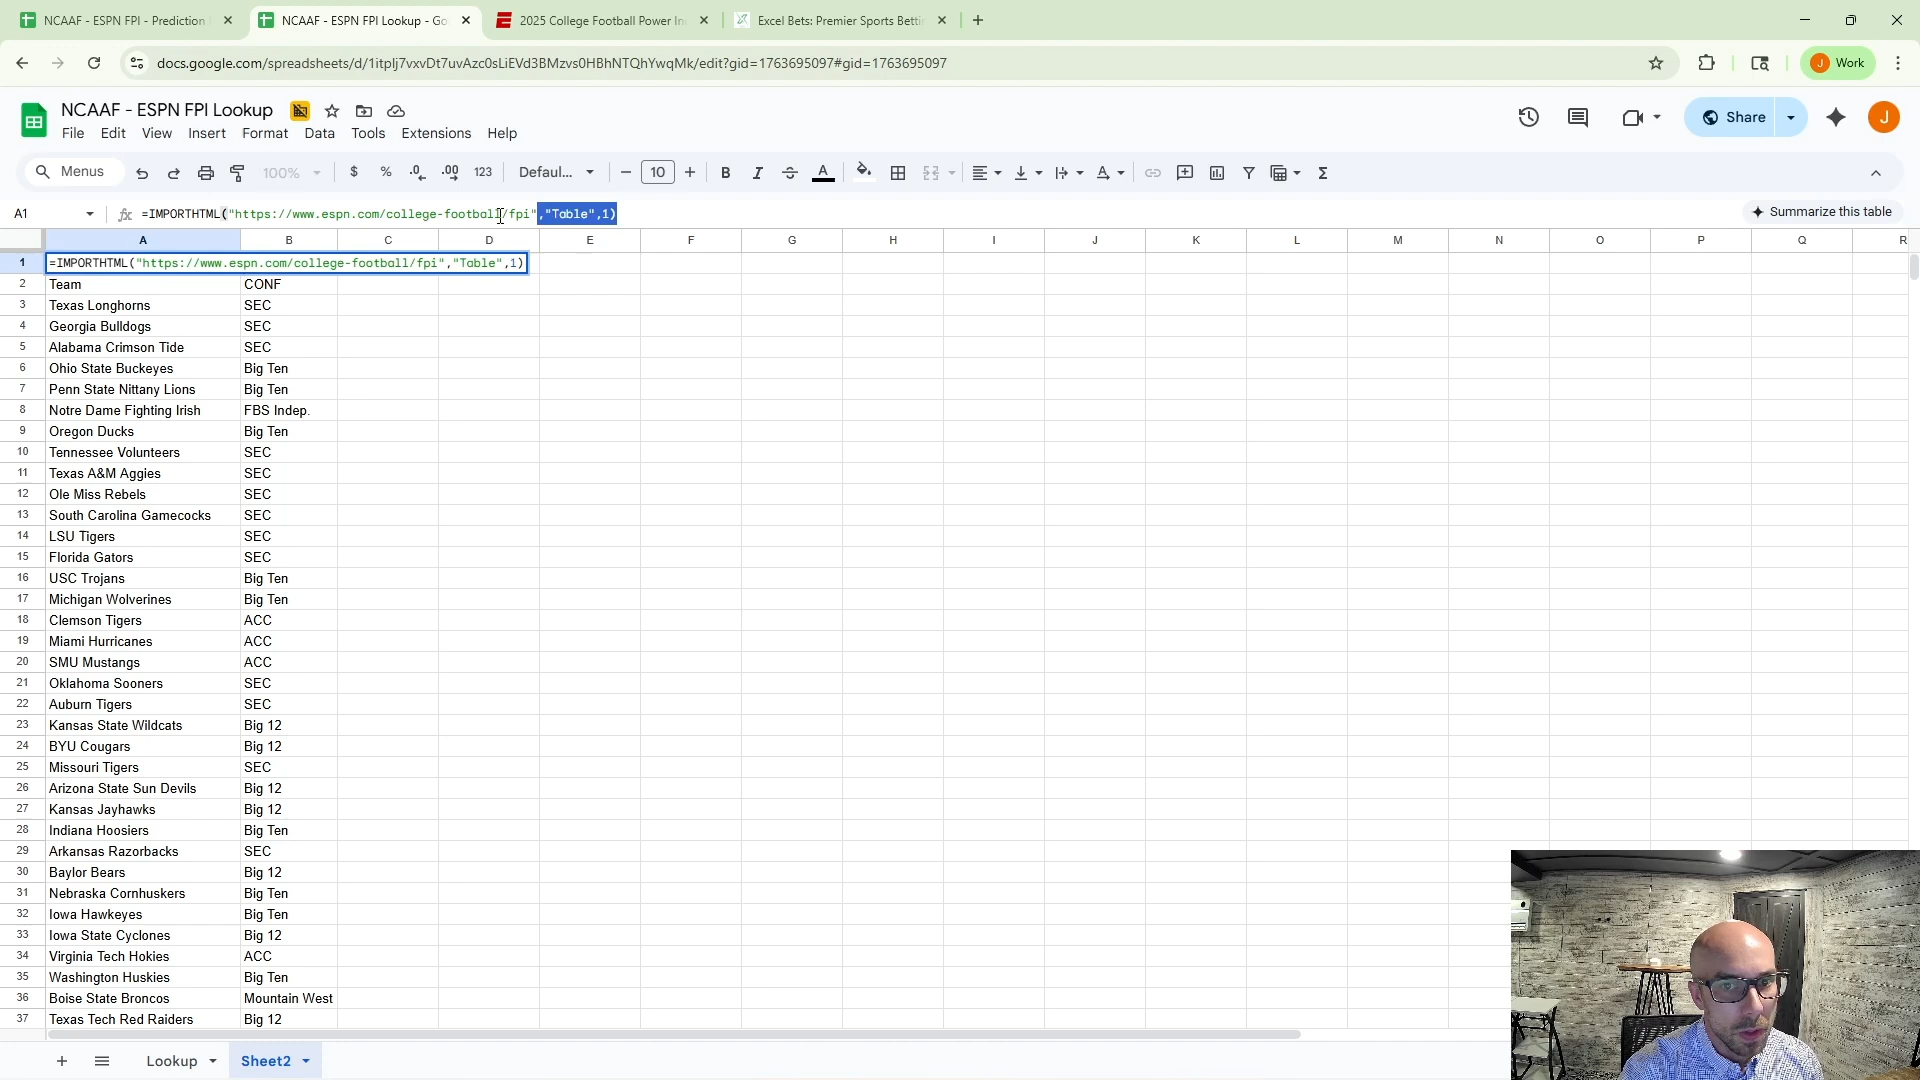 NCAAF - ESPN FPI - Prediction
NCAAF - ESPN FPI Lookup - Go
2025 College Football Power In
Excel Bets: Premier Sports Betti
docs.google.com/spreadsheets/d/1itpIj7vxvDt7uvAzc0sLiEVd3BMzvs0HBhNTQhYwqMk/edit?gid=1763695097#gid=1763695097
J Work
NCAAF - ESPN FPI Lookup
File Edit View Insert Format Data Tools Extensions Help
Share
J
Menus 100% $ % .0 .00 123 Defaul... 10 B I A
A1 =IMPORTHTML("https://www.espn.com/college-football/fpi","Table",1)
Summarize this table
A B C D E F G H I J K L M N O P Q R
1 =IMPORTHTML("https://www.espn.com/college-football/fpi","Table",1)
2 Team CONF
3 Texas Longhorns SEC
4 Georgia Bulldogs SEC
5 Alabama Crimson Tide SEC
6 Ohio State Buckeyes Big Ten
7 Penn State Nittany Lions Big Ten
8 Notre Dame Fighting Irish FBS Indep.
9 Oregon Ducks Big Ten
10 Tennessee Volunteers SEC
11 Texas A&M Aggies SEC
12 Ole Miss Rebels SEC
13 South Carolina Gamecocks SEC
14 LSU Tigers SEC
15 Florida Gators SEC
16 USC Trojans Big Ten
17 Michigan Wolverines Big Ten
18 Clemson Tigers ACC
19 Miami Hurricanes ACC
20 SMU Mustangs ACC
21 Oklahoma Sooners SEC
22 Auburn Tigers SEC
23 Kansas State Wildcats Big 12
24 BYU Cougars Big 12
25 Missouri Tigers SEC
26 Arizona State Sun Devils Big 12
27 Kansas Jayhawks Big 12
28 Indiana Hoosiers Big Ten
29 Arkansas Razorbacks SEC
30 Baylor Bears Big 12
31 Nebraska Cornhuskers Big Ten
32 Iowa Hawkeyes Big Ten
33 Iowa State Cyclones Big 12
34 Virginia Tech Hokies ACC
35 Washington Huskies Big Ten
36 Boise State Broncos Mountain West
37 Texas Tech Red Raiders Big 12
Lookup Sheet2